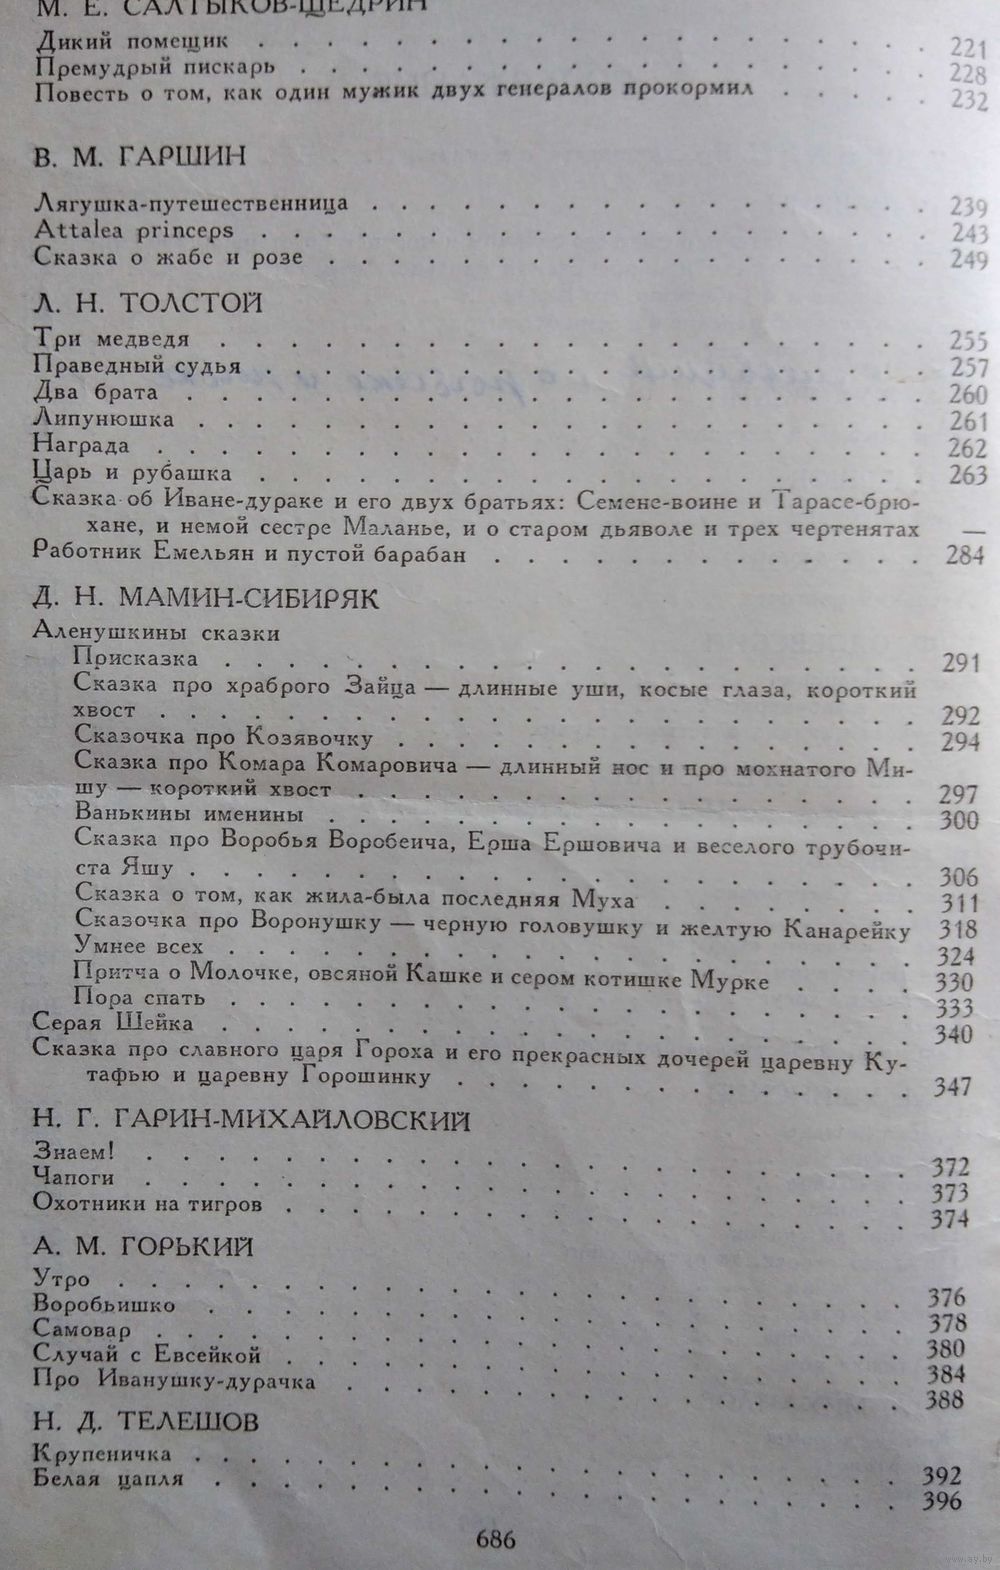 М. Е. САЛТЫКОВ-ЩЕДРИН
Дикий помещик . . . . . . . . . . . . . . . . . . 221
Премудрый пискарь . . . . . . . . . . . . . . . . 228
Повесть о том, как один мужик двух генералов прокормил . . . . . 232
В. М. ГАРШИН
Лягушка-путешественница . . . . . . . . . . . . . . 239
Attalea princeps . . . . . . . . . . . . . . . . . . 243
Сказка о жабе и розе . . . . . . . . . . . . . . . . 249
Л. Н. ТОЛСТОЙ
Три медведя . . . . . . . . . . . . . . . . . . . 255
Праведный судья . . . . . . . . . . . . . . . . . . 257
Два брата . . . . . . . . . . . . . . . . . . . . 260
Липунюшка . . . . . . . . . . . . . . . . . . . . 261
Награда . . . . . . . . . . . . . . . . . . . . . 262
Царь и рубашка . . . . . . . . . . . . . . . . . . 263
Сказка об Иване-дураке и его двух братьях: Семене-воине и Тарасе-брю-
хане, и немой сестре Маланье, и о старом дьяволе и трех чертенятах —
Работник Емельян и пустой барабан . . . . . . . . . . . 284
Д. Н. МАМИН-СИБИРЯК
Аленушкины сказки
Присказка . . . . . . . . . . . . . . . . . . . 291
Сказка про храброго Зайца — длинные уши, косые глаза, короткий
хвост . . . . . . . . . . . . . . . . . . . . 292
Сказочка про Козявочку . . . . . . . . . . . . . . 294
Сказка про Комара Комаровича — длинный нос и про мохнатого Ми-
шу — короткий хвост . . . . . . . . . . . . . . . 297
Ванькины именины . . . . . . . . . . . . . . . . 300
Сказка про Воробья Воробеича, Ерша Ершовича и веселого трубочи-
ста Яшу . . . . . . . . . . . . . . . . . . . . 306
Сказка о том, как жила-была последняя Муха . . . . . . . 311
Сказочка про Воронушку — черную головушку и желтую Канарейку 318
Умнее всех . . . . . . . . . . . . . . . . . . . 324
Притча о Молочке, овсяной Кашке и сером котишке Мурке . . . . 330
Пора спать . . . . . . . . . . . . . . . . . . . 333
Серая Шейка . . . . . . . . . . . . . . . . . . . 340
Сказка про славного царя Гороха и его прекрасных дочерей царевну Ку-
тафью и царевну Горошинку . . . . . . . . . . . . . 347
Н. Г. ГАРИН-МИХАЙЛОВСКИЙ
Знаем! . . . . . . . . . . . . . . . . . . . . . 372
Чапоги . . . . . . . . . . . . . . . . . . . . . 373
Охотники на тигров . . . . . . . . . . . . . . . . 374
А. М. ГОРЬКИЙ
Утро . . . . . . . . . . . . . . . . . . . . . . 376
Воробьишко . . . . . . . . . . . . . . . . . . . 378
Самовар . . . . . . . . . . . . . . . . . . . . . 380
Случай с Евсейкой . . . . . . . . . . . . . . . . . 384
Про Иванушку-дурачка . . . . . . . . . . . . . . . 388
Н. Д. ТЕЛЕШОВ
Крупеничка . . . . . . . . . . . . . . . . . . . 392
Белая цапля . . . . . . . . . . . . . . . . . . . 396
686
www.ay.by